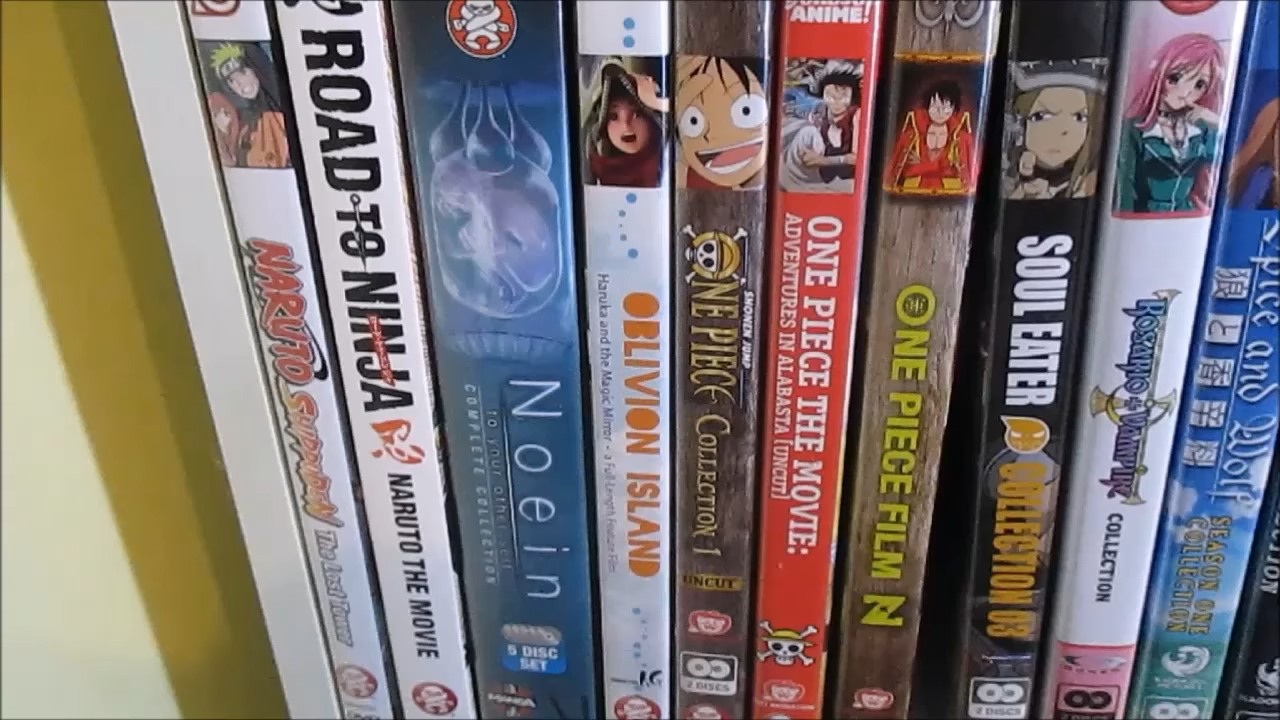 NARUTO SHIPPUDEN
The Lost Tower
ROAD TO NINJA
NARUTO THE MOVIE
Noein
to your other self
COMPLETE COLLECTION
5 DISC SET
OBLIVION ISLAND
Haruka and the Magic Mirror • a Full-Length Feature Film
SHONEN JUMP
ONE PIECE Collection 1
UNCUT
8
2 DISCS
ANIME!
ONE PIECE THE MOVIE:
ADVENTURES IN ALABASTA [UNCUT]
ONE PIECE FILM Z
SOUL EATER
COLLECTION 03
8
2 DISCS
ROSARIO + VAMPIRE
COLLECTION
8
Spice and Wolf
狼と香辛料
SEASON ONE
COLLECTION